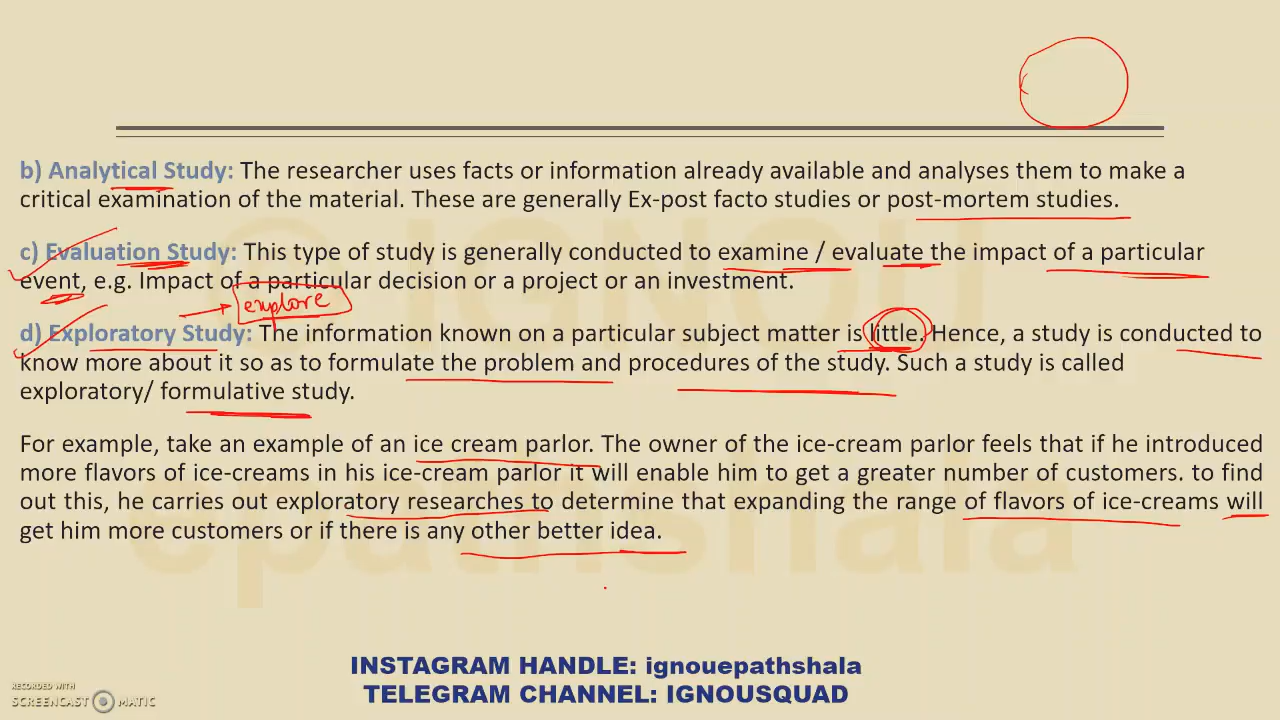 b) Analytical Study: The researcher uses facts or information already available and analyses them to make a
critical examination of the material. These are generally Ex-post facto studies or post-mortem studies.
c) Evaluation Study: This type of study is generally conducted to examine / evaluate the impact of a particular
event, e.g. Impact of a particular decision or a project or an investment.
explore
d) Exploratory Study: The information known on a particular subject matter is little. Hence, a study is conducted to
know more about it so as to formulate the problem and procedures of the study. Such a study is called
exploratory/ formulative study.
For example, take an example of an ice cream parlor. The owner of the ice-cream parlor feels that if he introduced
more flavors of ice-creams in his ice-cream parlor it will enable him to get a greater number of customers. to find
out this, he carries out exploratory researches to determine that expanding the range of flavors of ice-creams will
get him more customers or if there is any other better idea.
IGNOU
epathshala
INSTAGRAM HANDLE: ignouepathshala
TELEGRAM CHANNEL: IGNOUSQUAD
RECORDED WITH
SCREENCAST MATIC